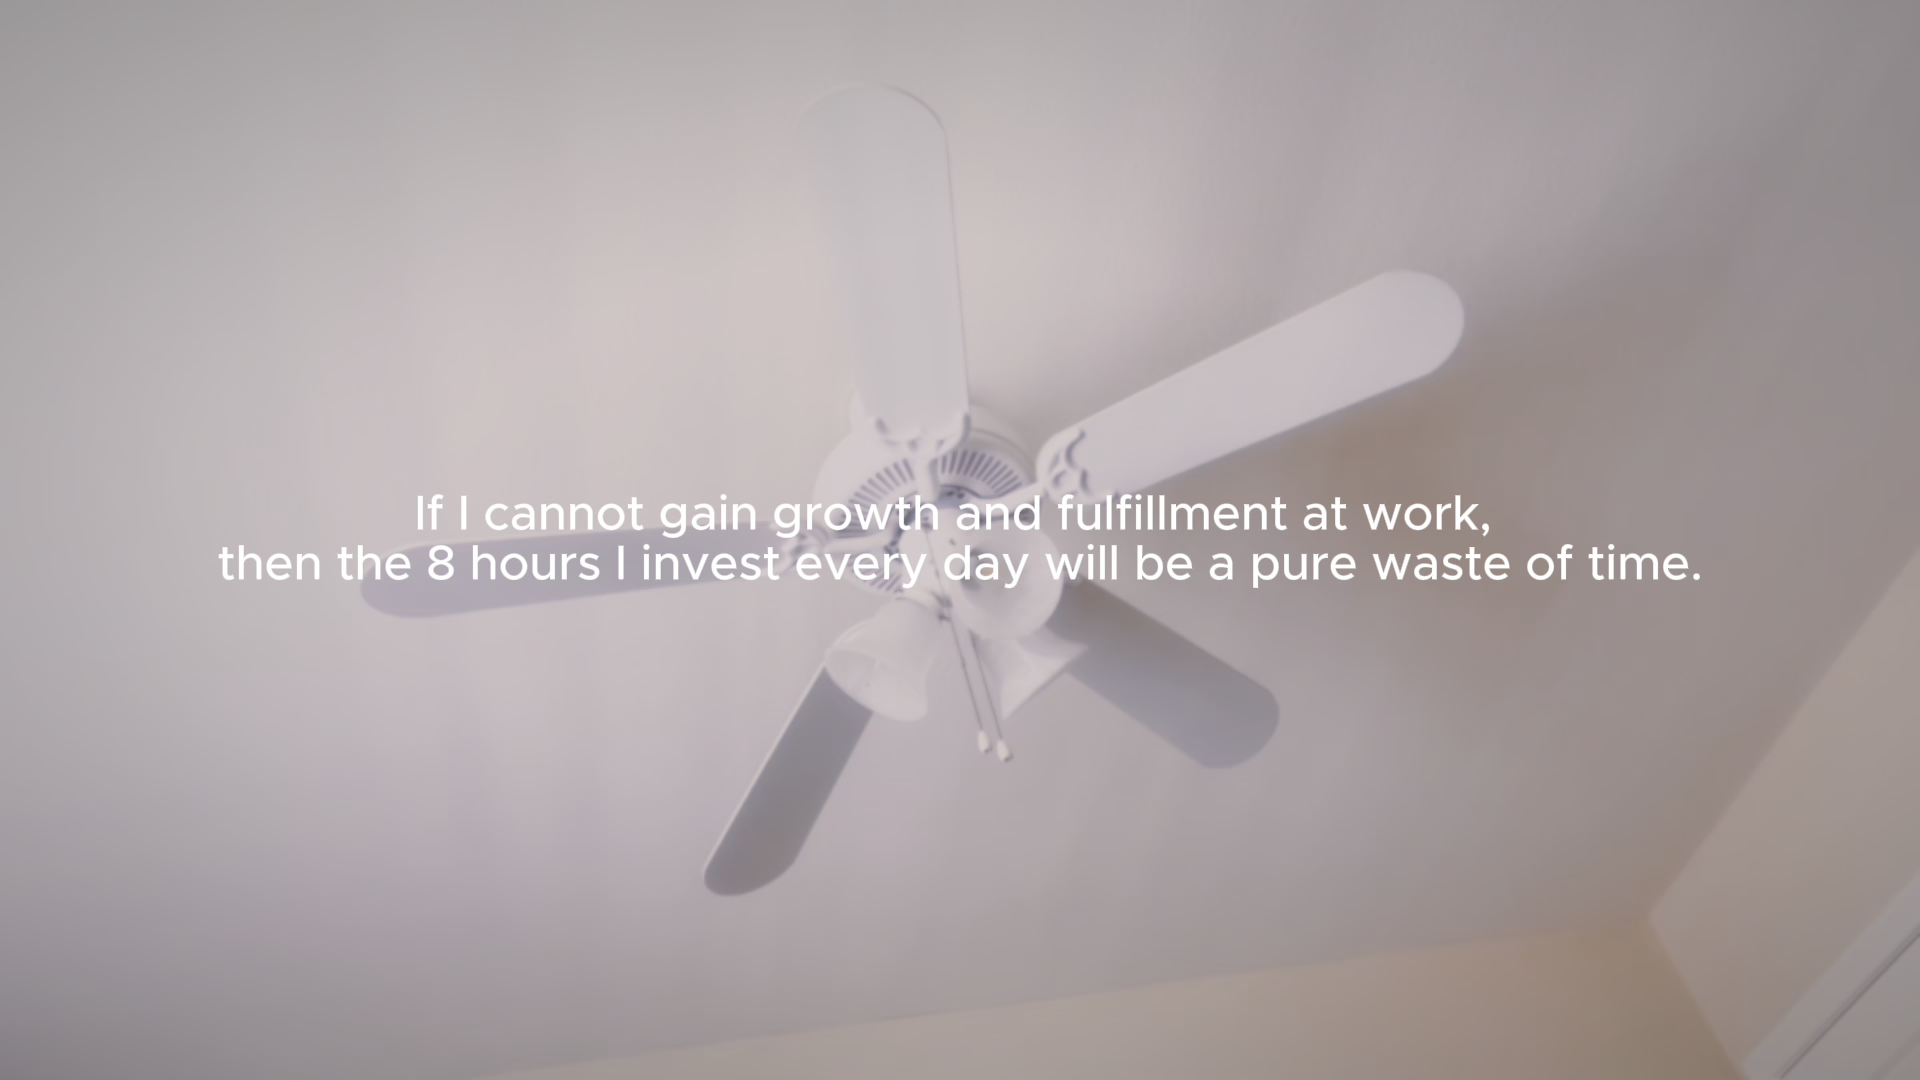 If I cannot gain growth and fulfillment at work,
then the 8 hours I invest every day will be a pure waste of time.